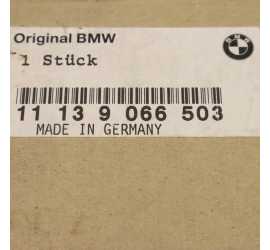 Original BMW
1 Stück
11 13 9 066 503
MADE IN GERMANY